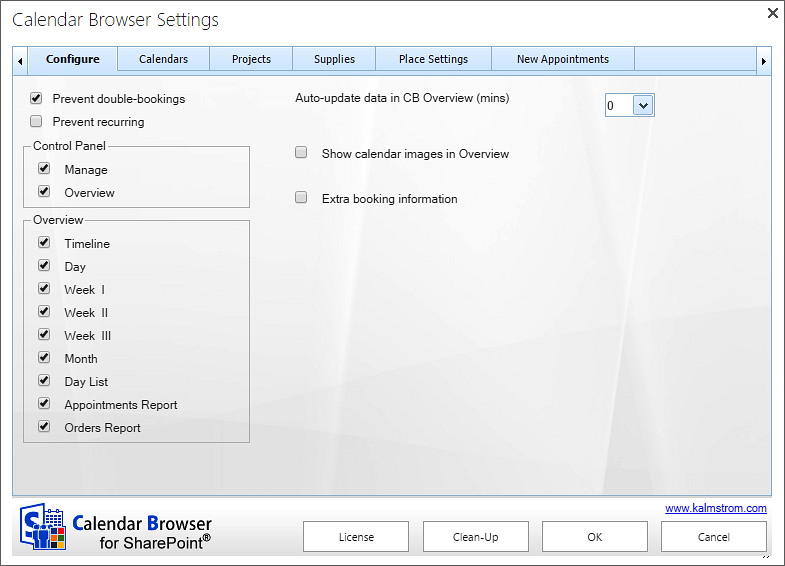 Calendar Browser Settings
Configure
Calendars
Projects
Supplies
Place Settings
New Appointments
Prevent double-bookings
Prevent recurring
Control Panel
Manage
Overview
Overview
Timeline
Day
Week I
Week II
Week III
Month
Day List
Appointments Report
Orders Report
Auto-update data in CB Overview (mins)
0
Show calendar images in Overview
Extra booking information
Calendar Browser
for SharePoint®
www.kalmstrom.com
License
Clean-Up
OK
Cancel